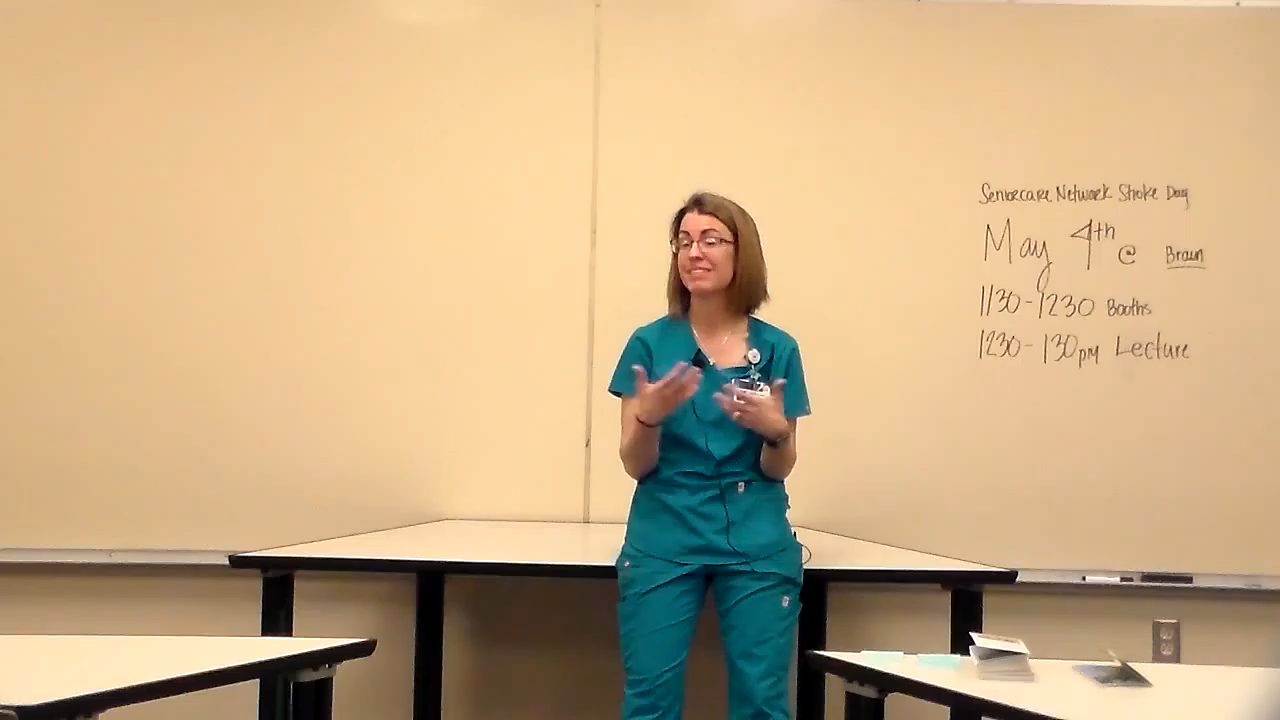 Seniorcare Network Stroke Day
May 4th @ Braun
1130-1230 Booths
1230-130pm Lecture